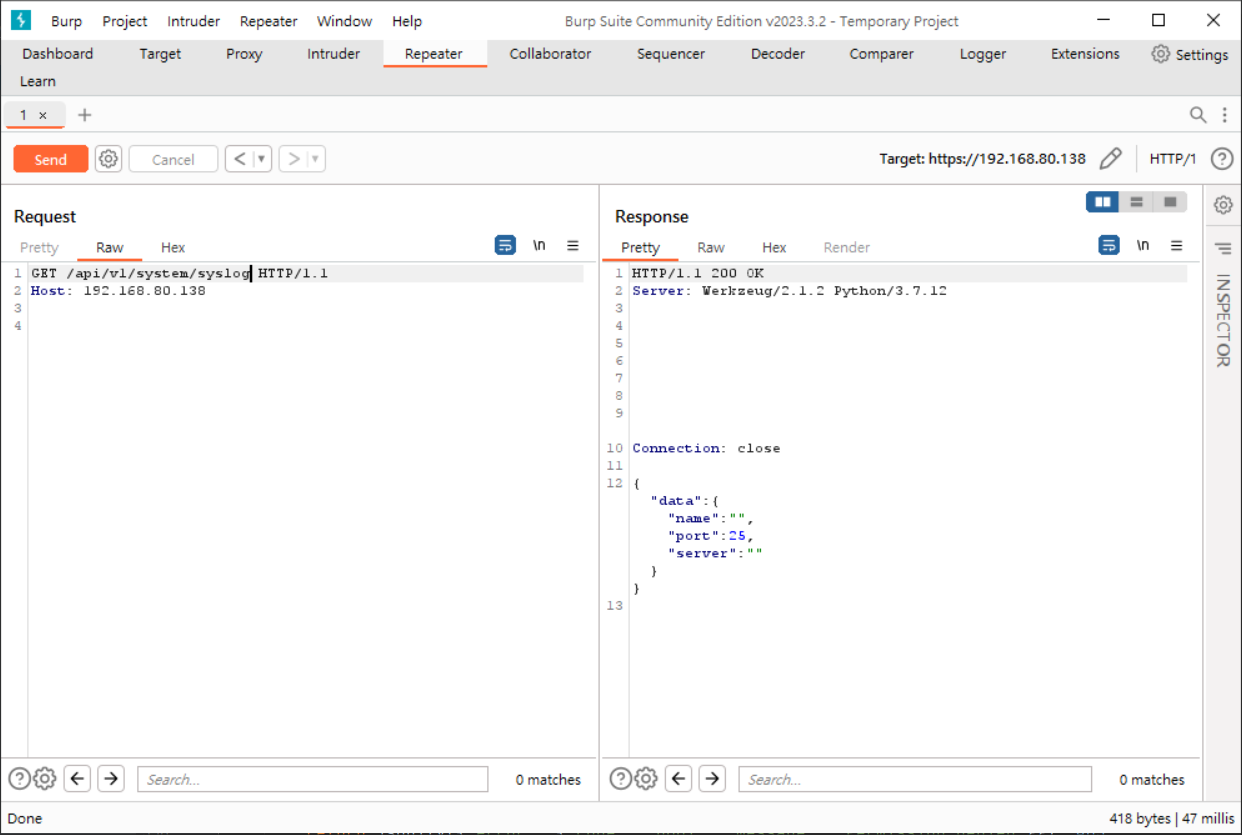 Burp Project Intruder Repeater Window Help Burp Suite Community Edition v2023.3.2 - Temporary Project
Dashboard Target Proxy Intruder Repeater Collaborator Sequencer Decoder Comparer Logger Extensions Settings
Learn
1 ×
Send Cancel < > Target: https://192.168.80.138 HTTP/1 ?
Request
Pretty Raw Hex \n
1 GET /api/v1/system/syslog HTTP/1.1
2 Host: 192.168.80.138
3
4
Search... 0 matches
Response
Pretty Raw Hex Render \n
1 HTTP/1.1 200 OK
2 Server: Werkzeug/2.1.2 Python/3.7.12
3
4
5
6
7
8
9
10 Connection: close
11
12 {
"data":{
"name":"",
"port":25,
"server":""
}
}
13
Search... 0 matches
INSPECTOR
Done 418 bytes | 47 millis